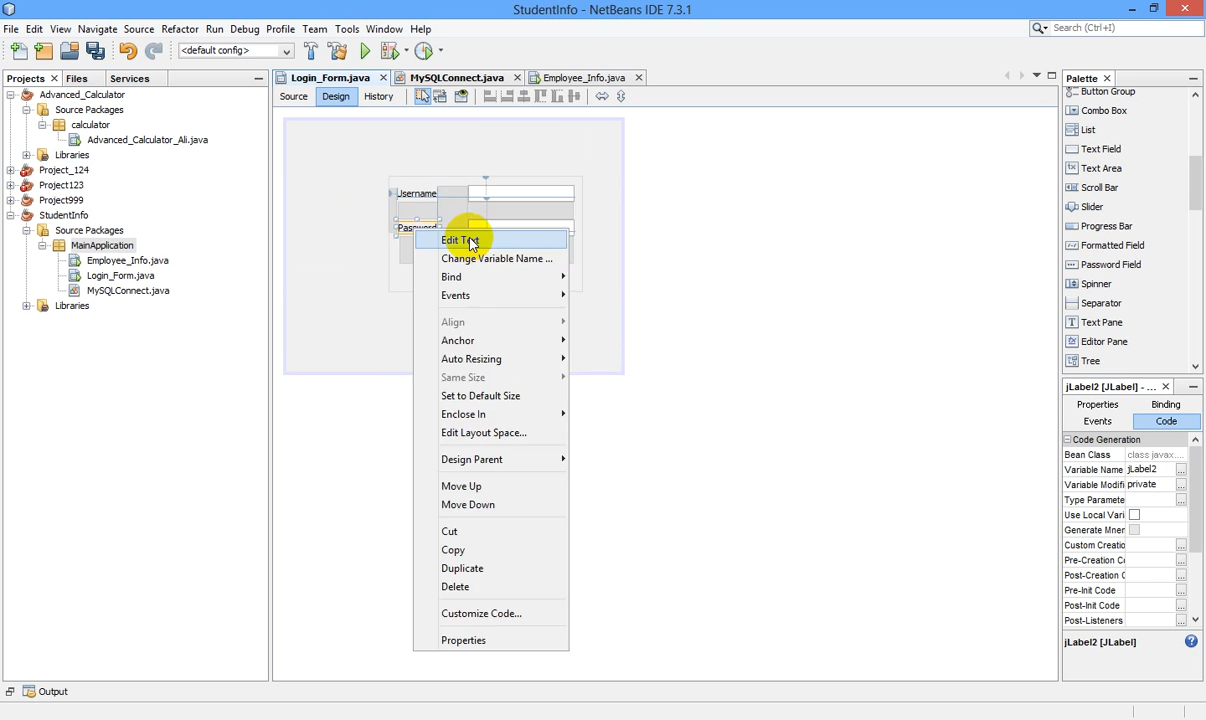 StudentInfo - NetBeans IDE 7.3.1
File Edit View Navigate Source Refactor Run Debug Profile Team Tools Window Help
Search (Ctrl+I)
<default config>
Projects Files Services
Login_Form.java MySQLConnect.java Employee_Info.java
Palette
Source Design History
Advanced_Calculator
Source Packages
calculator
Advanced_Calculator_Ali.java
Libraries
Project_124
Project123
Project999
StudentInfo
Source Packages
MainApplication
Employee_Info.java
Login_Form.java
MySQLConnect.java
Libraries
Username
Password
Edit Text
Change Variable Name ...
Bind
Events
Align
Anchor
Auto Resizing
Same Size
Set to Default Size
Enclose In
Edit Layout Space...
Design Parent
Move Up
Move Down
Cut
Copy
Duplicate
Delete
Customize Code...
Properties
Button Group
Combo Box
List
Text Field
Text Area
Scroll Bar
Slider
Progress Bar
Formatted Field
Password Field
Spinner
Separator
Text Pane
Editor Pane
Tree
jLabel2 [JLabel] - ...
Properties Binding
Events Code
Code Generation
Bean Class class javax....
Variable Name jLabel2 ...
Variable Modifi private ...
Type Paramete ...
Use Local Vari
Generate Mner
Custom Creatio ...
Pre-Creation C ...
Post-Creation C ...
Pre-Init Code ...
Post-Init Code ...
Post-Listeners ...
jLabel2 [JLabel]
Output